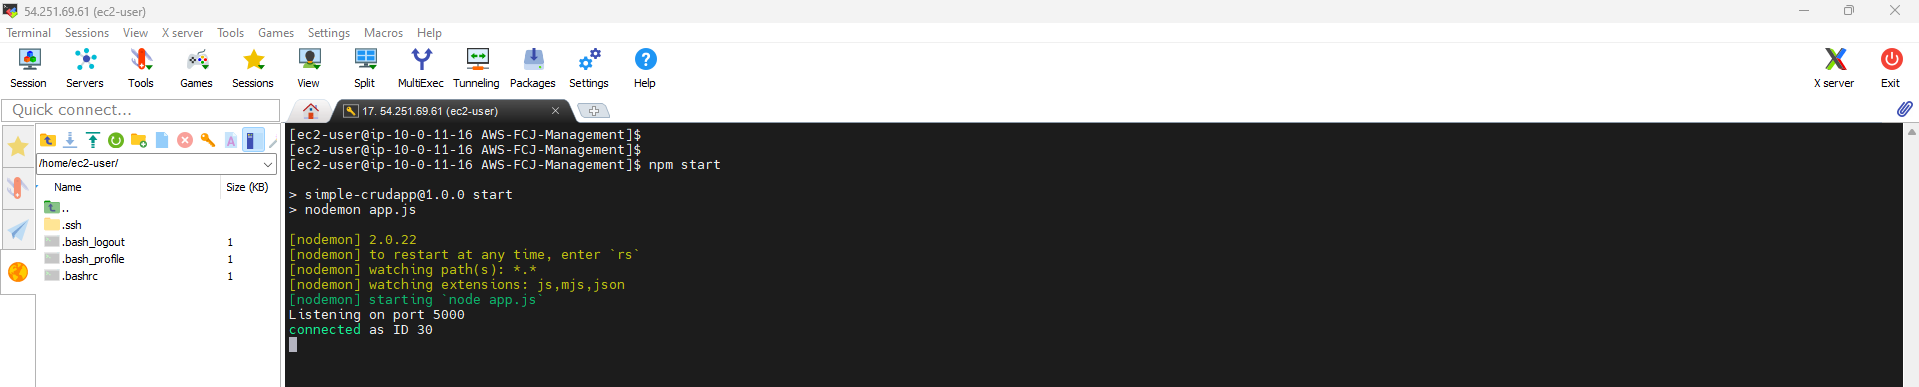 54.251.69.61 (ec2-user)
Terminal Sessions View X server Tools Games Settings Macros Help
Session Servers Tools Games Sessions View Split MultiExec Tunneling Packages Settings Help X server Exit
Quick connect...
17. 54.251.69.61 (ec2-user)
/home/ec2-user/
Name Size (KB)
..
.ssh
.bash_logout 1
.bash_profile 1
.bashrc 1
[ec2-user@ip-10-0-11-16 AWS-FCJ-Management]$
[ec2-user@ip-10-0-11-16 AWS-FCJ-Management]$
[ec2-user@ip-10-0-11-16 AWS-FCJ-Management]$ npm start
> simple-crudapp@1.0.0 start
> nodemon app.js
[nodemon] 2.0.22
[nodemon] to restart at any time, enter `rs`
[nodemon] watching path(s): *.*
[nodemon] watching extensions: js,mjs,json
[nodemon] starting `node app.js`
Listening on port 5000
connected as ID 30